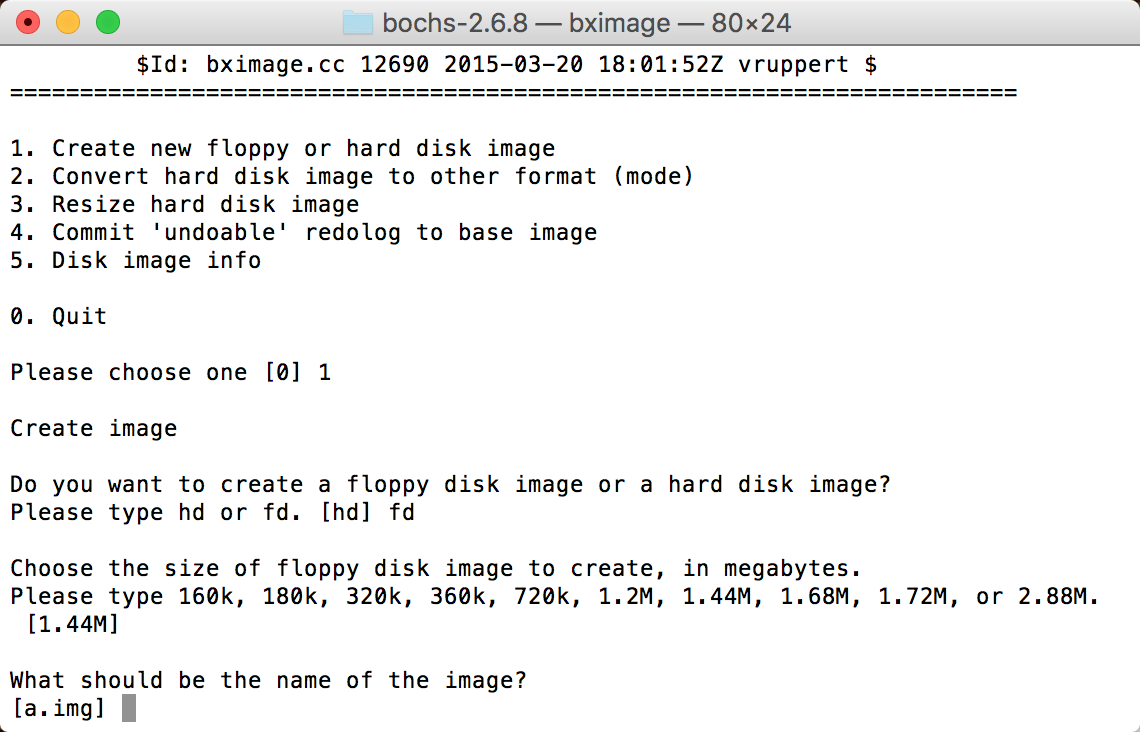 bochs-2.6.8 — bximage — 80×24
$Id: bximage.cc 12690 2015-03-20 18:01:52Z vruppert $
========================================================================
1. Create new floppy or hard disk image
2. Convert hard disk image to other format (mode)
3. Resize hard disk image
4. Commit 'undoable' redolog to base image
5. Disk image info
0. Quit
Please choose one [0] 1
Create image
Do you want to create a floppy disk image or a hard disk image?
Please type hd or fd. [hd] fd
Choose the size of floppy disk image to create, in megabytes.
Please type 160k, 180k, 320k, 360k, 720k, 1.2M, 1.44M, 1.68M, 1.72M, or 2.88M.
[1.44M]
What should be the name of the image?
[a.img]